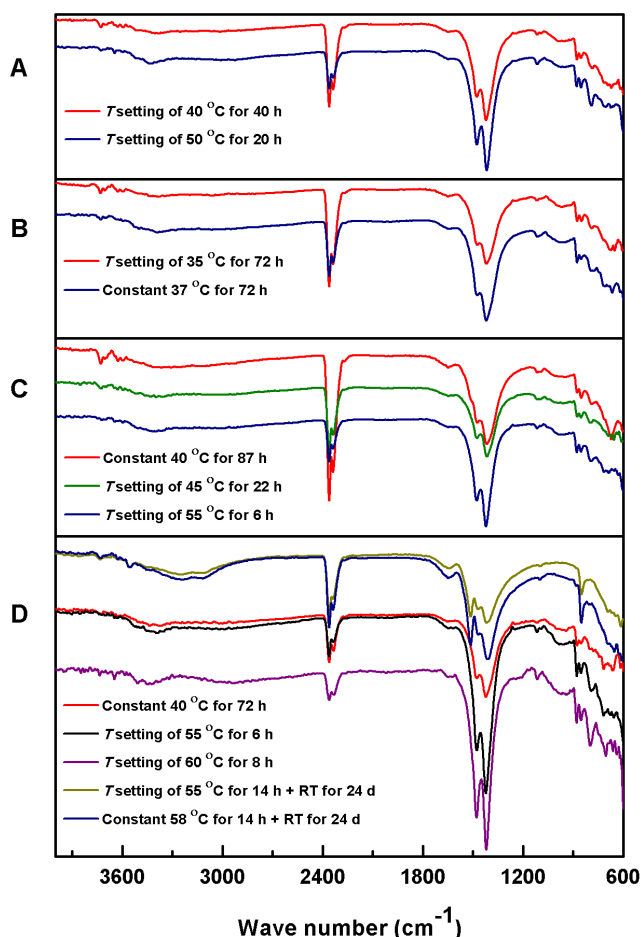 A
T setting of 40 °C for 40 h
T setting of 50 °C for 20 h
B
T setting of 35 °C for 72 h
Constant 37 °C for 72 h
C
Constant 40 °C for 87 h
T setting of 45 °C for 22 h
T setting of 55 °C for 6 h
D
Constant 40 °C for 72 h
T setting of 55 °C for 6 h
T setting of 60 °C for 8 h
T setting of 55 °C for 14 h + RT for 24 d
Constant 58 °C for 14 h + RT for 24 d
3600 3000 2400 1800 1200 600
Wave number (cm⁻¹)